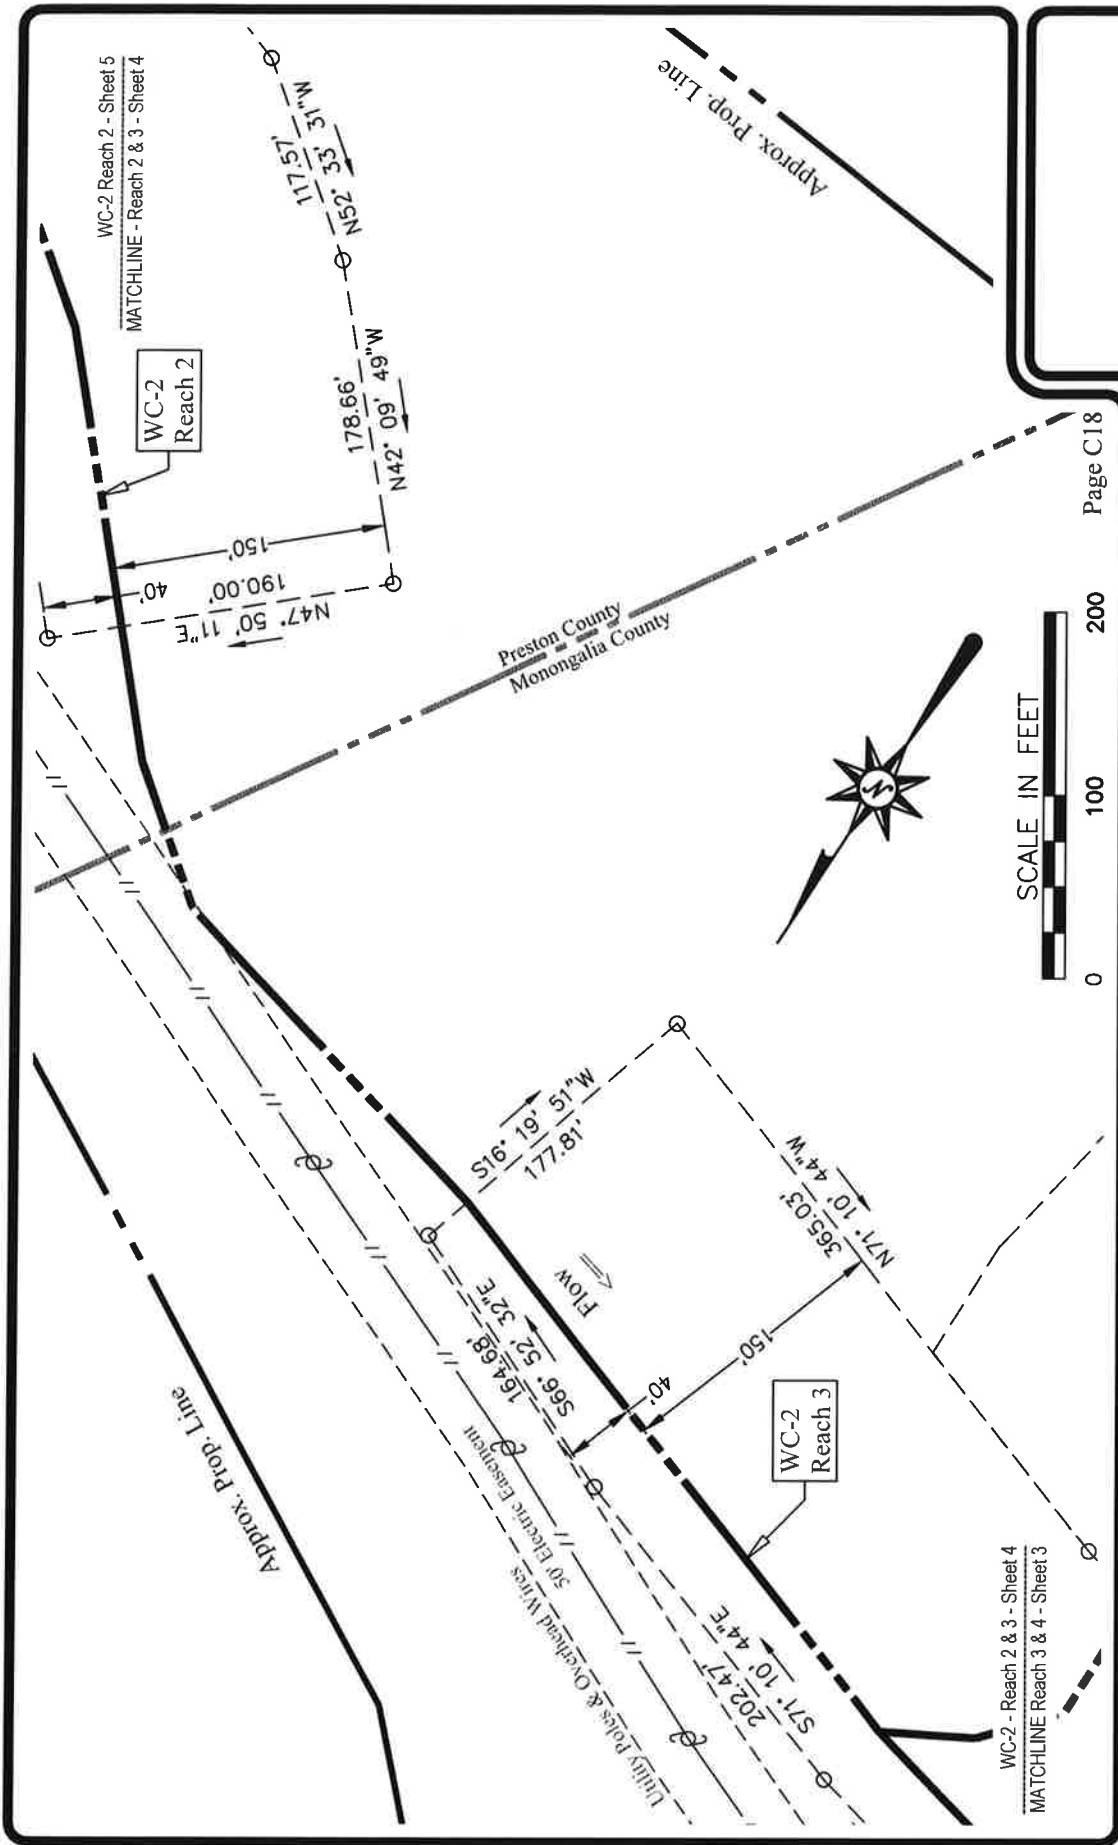 WC-2 Reach 2 - Sheet 5
MATCHLINE - Reach 2 & 3 - Sheet 4
WC-2
Reach 2
117.57'
N52° 33' 31"W
178.66'
N42° 09' 49"W
150'
40'
190.00'
N47° 50' 11"E
Approx. Prop. Line
Preston County
Monongalia County
Page C18
SCALE IN FEET
0
100
200
N
S16° 19' 51"W
177.81'
365.03'
N71° 10' 44"W
Flow
150'
40'
164.68'
S66° 52' 32"E
50' Electric Easement
Utility Poles & Overhead Wires
Approx. Prop. Line
WC-2
Reach 3
202.47'
S71° 10' 44"E
WC-2 - Reach 2 & 3 - Sheet 4
MATCHLINE Reach 3 & 4 - Sheet 3